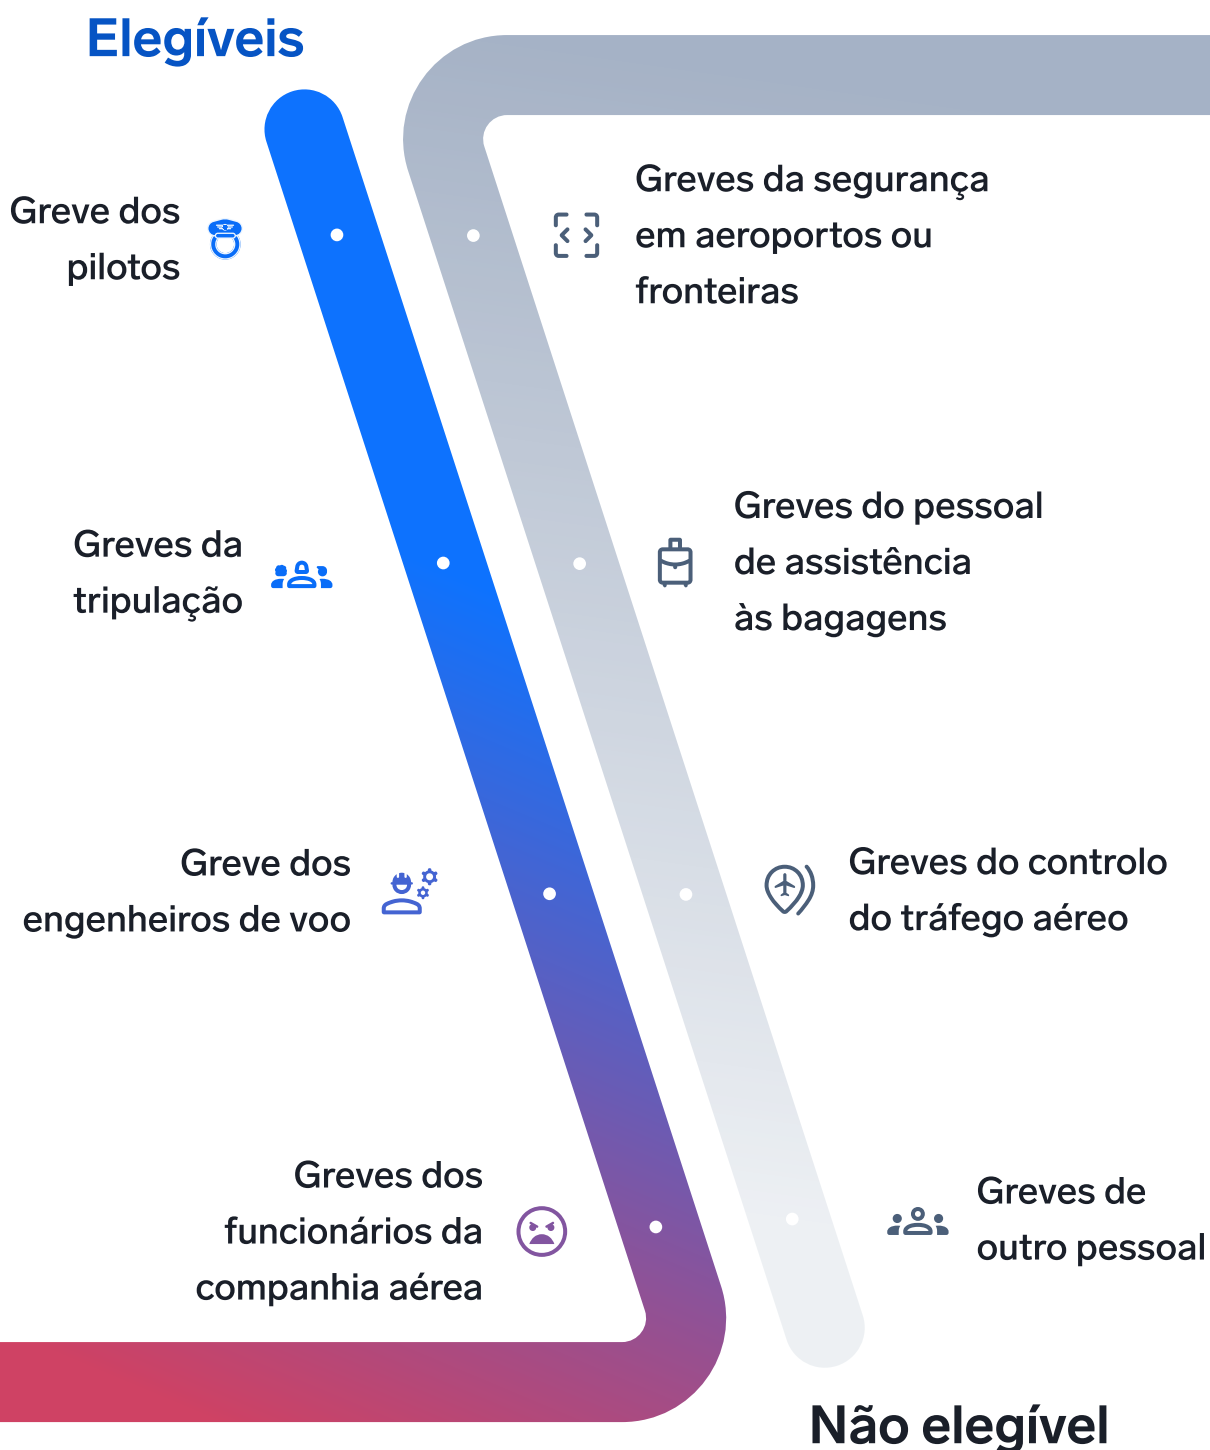 Elegíveis
Greve dos
pilotos
Greves da
tripulação
Greve dos
engenheiros de voo
Greves dos
funcionários da
companhia aérea
Greves da segurança
em aeroportos ou
fronteiras
Greves do pessoal
de assistência
às bagagens
Greves do controlo
do tráfego aéreo
Greves de
outro pessoal
Não elegível